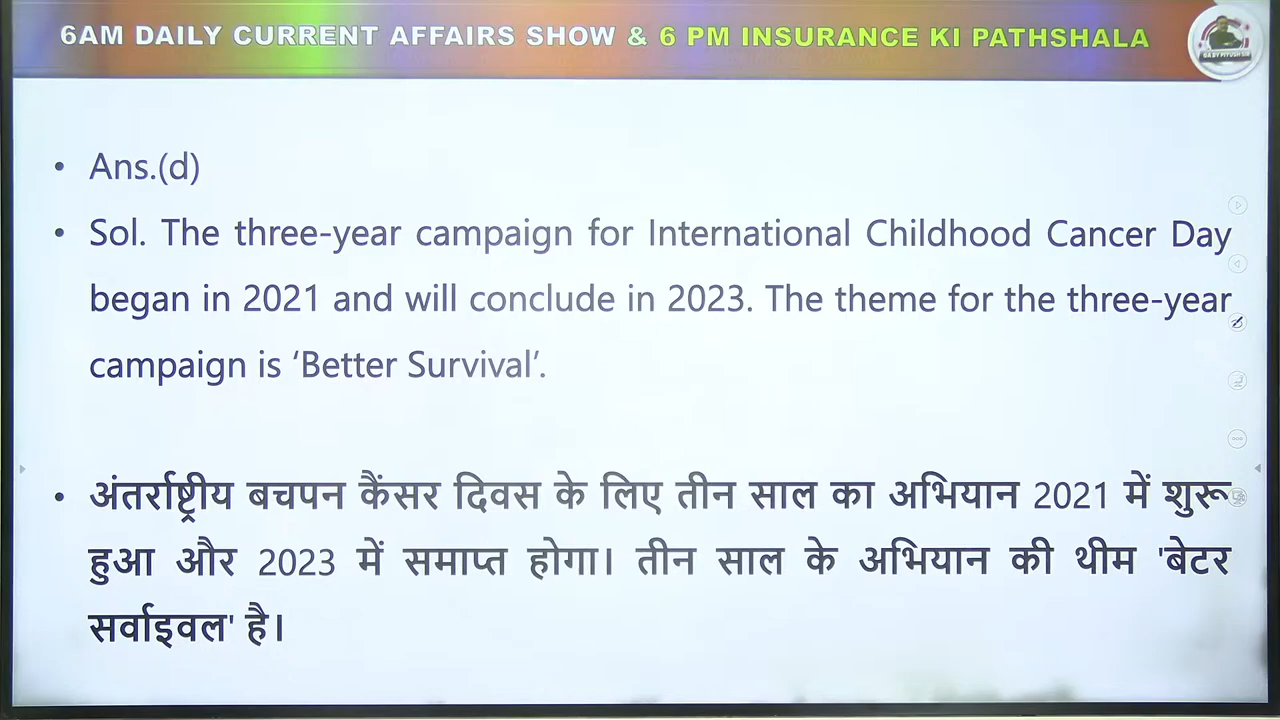 6AM DAILY CURRENT AFFAIRS SHOW & 6 PM INSURANCE KI PATHSHALA
• Ans.(d)
• Sol. The three-year campaign for International Childhood Cancer Day
began in 2021 and will conclude in 2023. The theme for the three-year
campaign is ‘Better Survival’.
• अंतर्राष्ट्रीय बचपन कैंसर दिवस के लिए तीन साल का अभियान 2021 में शुरू
हुआ और 2023 में समाप्त होगा। तीन साल के अभियान की थीम 'बेटर
सर्वाइवल' है।